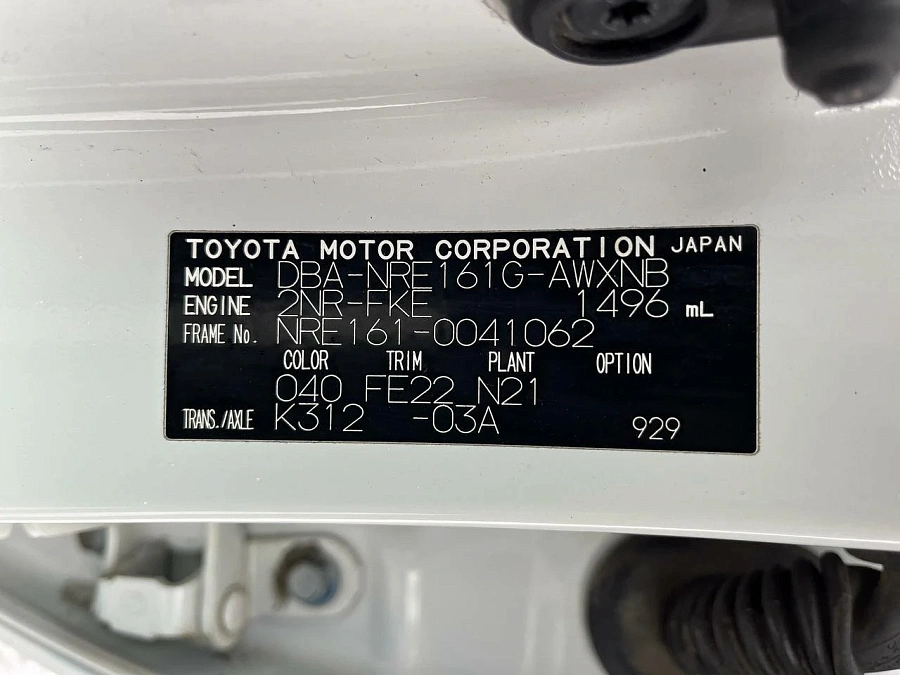 TOYOTA MOTOR CORPORATION JAPAN
MODEL DBA-NRE161G-AWXNB
ENGINE 2NR-FKE 1496 mL
FRAME No. NRE161-0041062
COLOR TRIM PLANT OPTION
040 FE22 N21
TRANS./AXLE K312 -03A 929